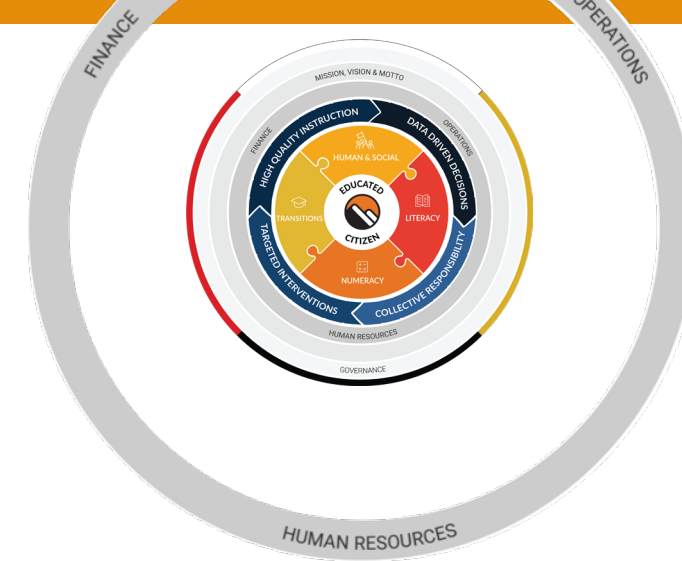 FINANCE
OPERATIONS
MISSION, VISION & MOTTO
FINANCE
OPERATIONS
HIGH QUALITY INSTRUCTION
DATA DRIVEN DECISIONS
HUMAN & SOCIAL
EDUCATED
CITIZEN
TRANSITIONS
LITERACY
NUMERACY
TARGETED INTERVENTIONS
COLLECTIVE RESPONSIBILITY
HUMAN RESOURCES
GOVERNANCE
HUMAN RESOURCES